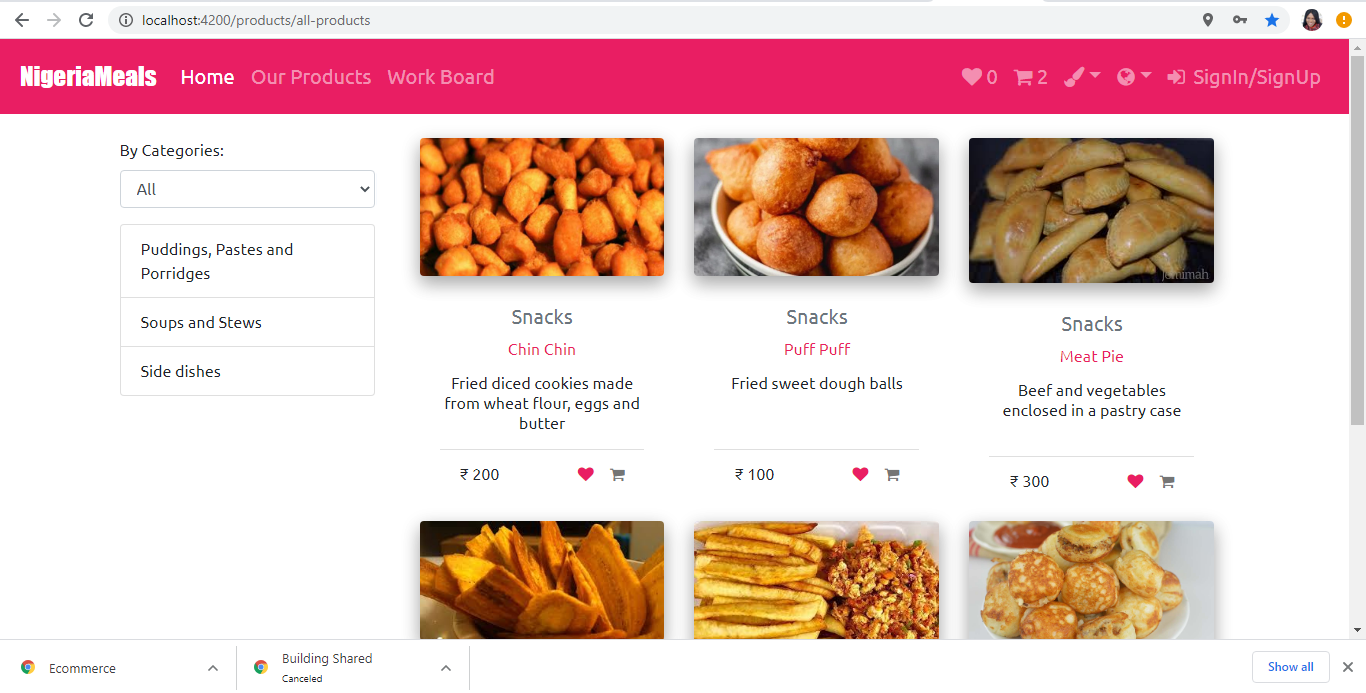 localhost:4200/products/all-products
NigeriaMeals Home Our Products Work Board 0 2 SignIn/SignUp
By Categories:
All
Puddings, Pastes and
Porridges
Soups and Stews
Side dishes
Snacks
Chin Chin
Fried diced cookies made
from wheat flour, eggs and
butter
₹ 200
Snacks
Puff Puff
Fried sweet dough balls
₹ 100
jemimah
Snacks
Meat Pie
Beef and vegetables
enclosed in a pastry case
₹ 300
Ecommerce
Building Shared
Canceled
Show all